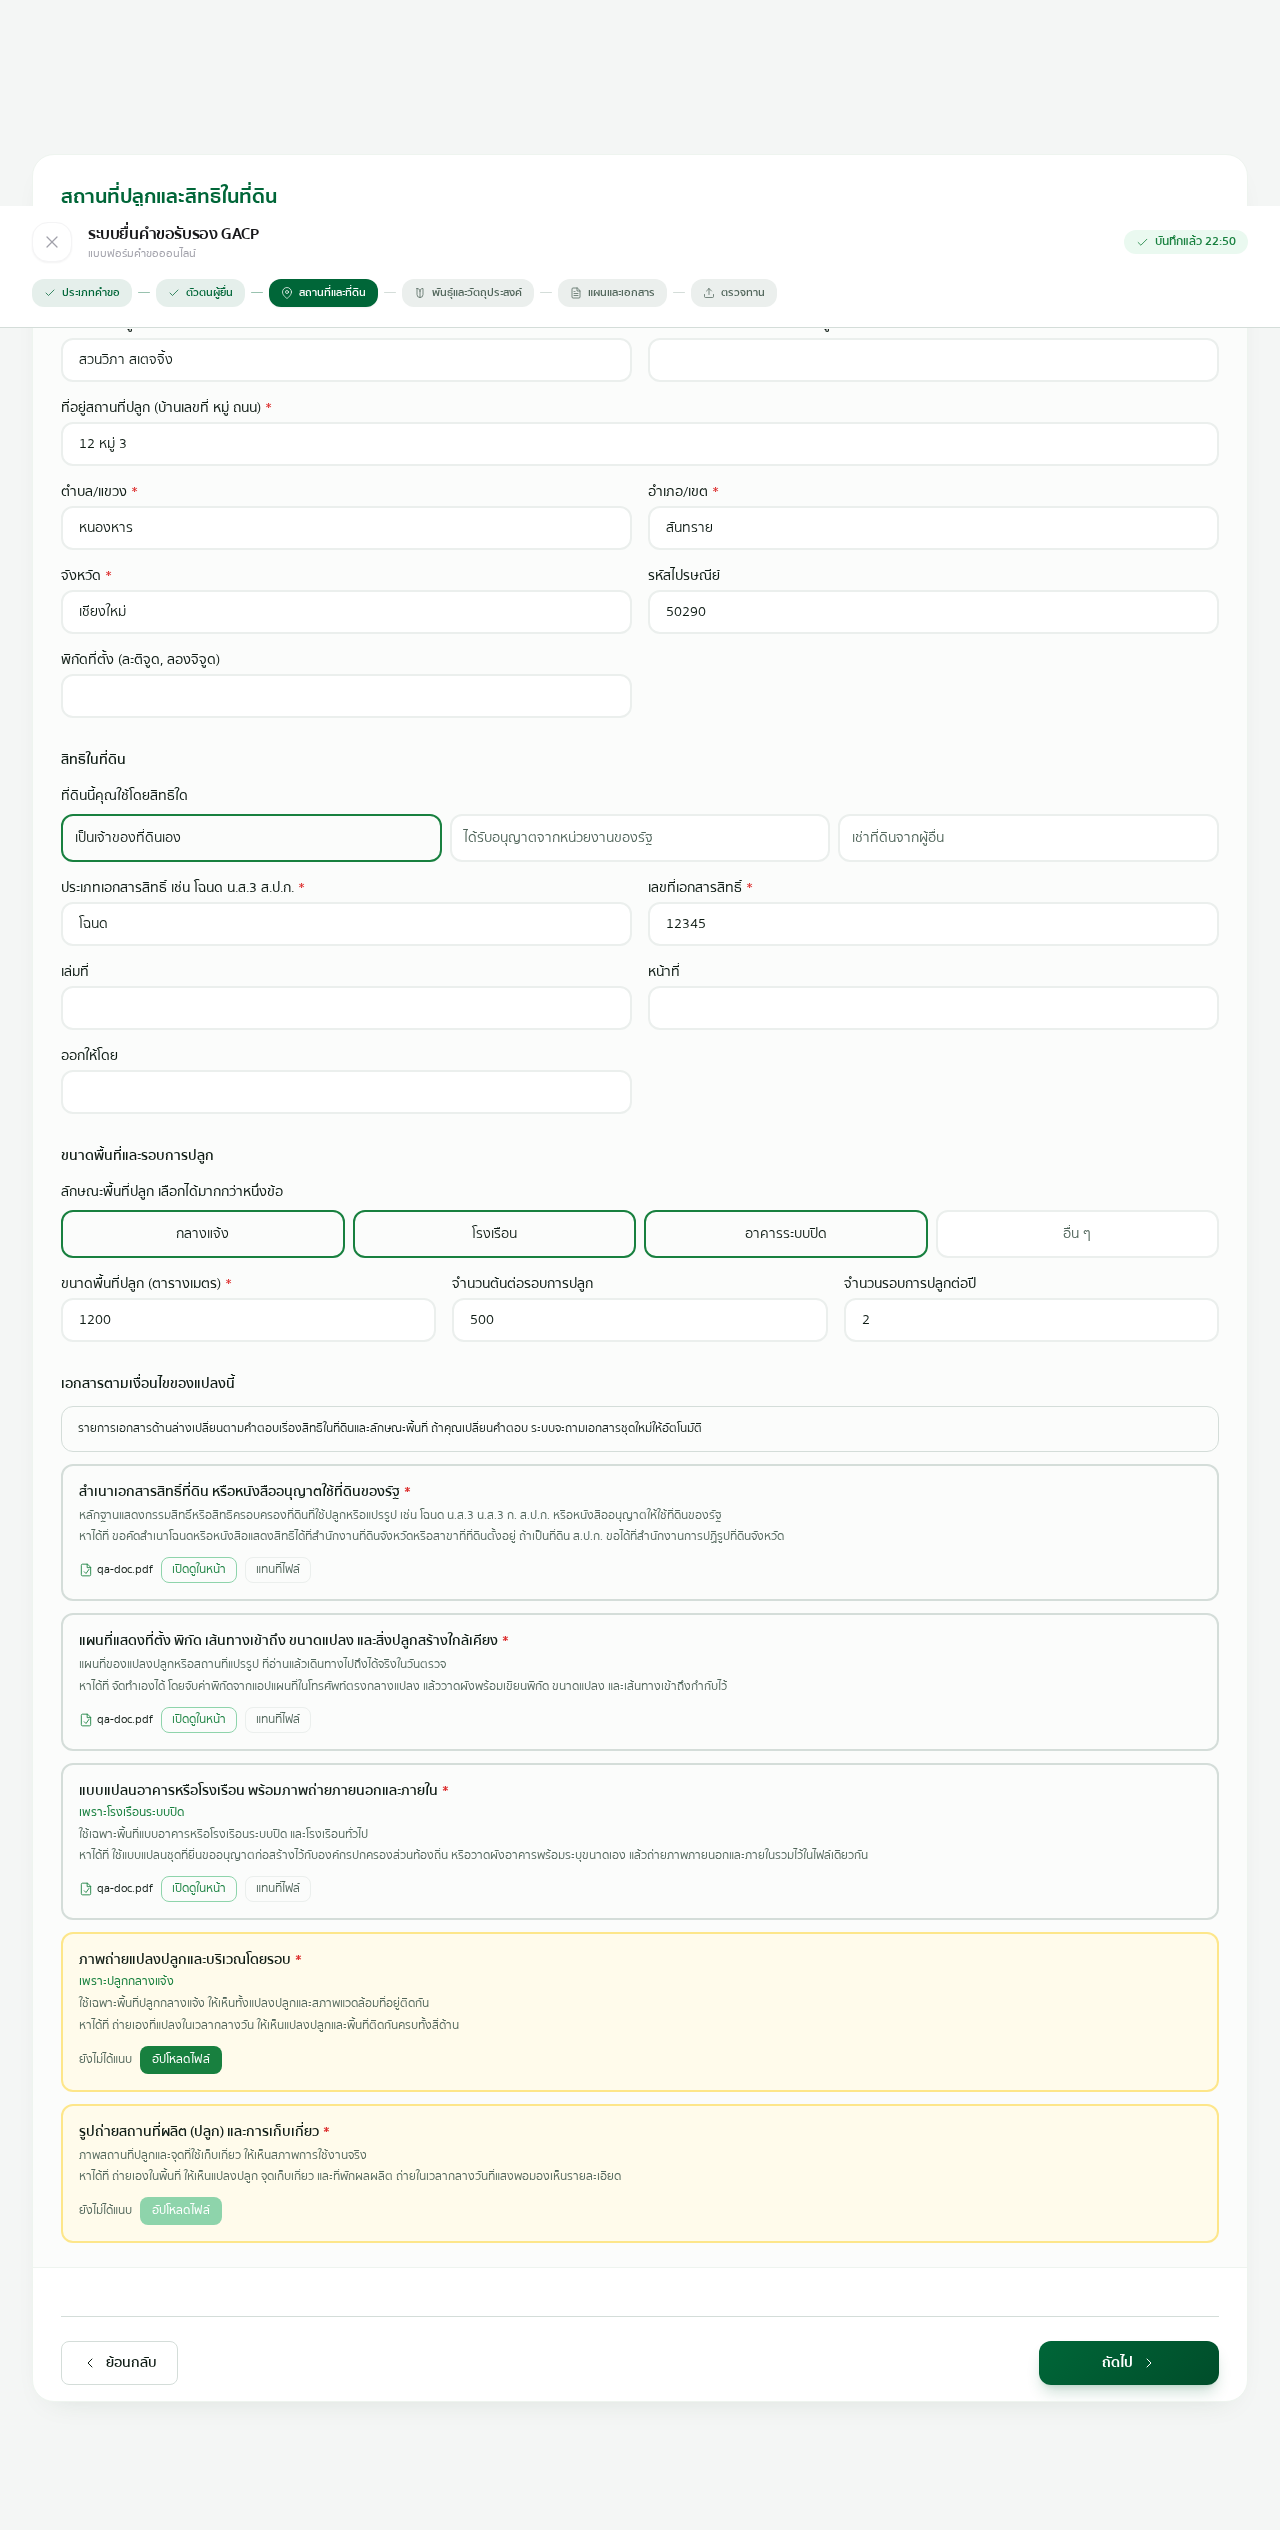 สถานที่ปลูกและสิทธิในที่ดิน
ระบบยื่นคำขอรับรอง GACP
แบบฟอร์มคำขอออนไลน์
บันทึกแล้ว 22:50
ประเภทคำขอ
ตัวตนผู้ยื่น
สถานที่และที่ดิน
พันธุ์และวัตถุประสงค์
แผนและเอกสาร
ตรวจทาน
สวนวิภา สเตจจิ้ง
ที่อยู่สถานที่ปลูก (บ้านเลขที่ หมู่ ถนน) *
12 หมู่ 3
ตำบล/แขวง *
อำเภอ/เขต *
หนองหาร
สันทราย
จังหวัด *
รหัสไปรษณีย์
เชียงใหม่
50290
พิกัดที่ตั้ง (ละติจูด, ลองจิจูด)
สิทธิในที่ดิน
ที่ดินนี้คุณใช้โดยสิทธิใด
เป็นเจ้าของที่ดินเอง
ได้รับอนุญาตจากหน่วยงานของรัฐ
เช่าที่ดินจากผู้อื่น
ประเภทเอกสารสิทธิ์ เช่น โฉนด น.ส.3 ส.ป.ก. *
เลขที่เอกสารสิทธิ์ *
โฉนด
12345
เล่มที่
หน้าที่
ออกให้โดย
ขนาดพื้นที่และรอบการปลูก
ลักษณะพื้นที่ปลูก เลือกได้มากกว่าหนึ่งข้อ
กลางแจ้ง
โรงเรือน
อาคารระบบปิด
อื่น ๆ
ขนาดพื้นที่ปลูก (ตารางเมตร) *
จำนวนต้นต่อรอบการปลูก
จำนวนรอบการปลูกต่อปี
1200
500
2
เอกสารตามเงื่อนไขของแปลงนี้
รายการเอกสารด้านล่างเปลี่ยนตามคำตอบเรื่องสิทธิในที่ดินและลักษณะพื้นที่ ถ้าคุณเปลี่ยนคำตอบ ระบบจะถามเอกสารชุดใหม่ให้อัตโนมัติ
สำเนาเอกสารสิทธิ์ที่ดิน หรือหนังสืออนุญาตใช้ที่ดินของรัฐ *
หลักฐานแสดงกรรมสิทธิ์หรือสิทธิครอบครองที่ดินที่ใช้ปลูกหรือแปรรูป เช่น โฉนด น.ส.3 น.ส.3 ก. ส.ป.ก. หรือหนังสืออนุญาตให้ใช้ที่ดินของรัฐ
หาได้ที่ ขอคัดสำเนาโฉนดหรือหนังสือแสดงสิทธิได้ที่สำนักงานที่ดินจังหวัดหรือสาขาที่ที่ดินตั้งอยู่ ถ้าเป็นที่ดิน ส.ป.ก. ขอได้ที่สำนักงานการปฏิรูปที่ดินจังหวัด
qa-doc.pdf เปิดดูในหน้า แทนที่ไฟล์
แผนที่แสดงที่ตั้ง พิกัด เส้นทางเข้าถึง ขนาดแปลง และสิ่งปลูกสร้างใกล้เคียง *
แผนที่ของแปลงปลูกหรือสถานที่แปรรูป ที่อ่านแล้วเดินทางไปถึงได้จริงในวันตรวจ
หาได้ที่ จัดทำเองได้ โดยจับค่าพิกัดจากแอปแผนที่ในโทรศัพท์ตรงกลางแปลง แล้ววาดผังพร้อมเขียนพิกัด ขนาดแปลง และเส้นทางเข้าถึงกำกับไว้
qa-doc.pdf เปิดดูในหน้า แทนที่ไฟล์
แบบแปลนอาคารหรือโรงเรือน พร้อมภาพถ่ายภายนอกและภายใน *
เพราะโรงเรือนระบบปิด
ใช้เฉพาะพื้นที่แบบอาคารหรือโรงเรือนระบบปิด และโรงเรือนทั่วไป
หาได้ที่ ใช้แบบแปลนชุดที่ยื่นขออนุญาตก่อสร้างไว้กับองค์กรปกครองส่วนท้องถิ่น หรือวาดผังอาคารพร้อมระบุขนาดเอง แล้วถ่ายภาพภายนอกและภายในรวมไว้ในไฟล์เดียวกัน
qa-doc.pdf เปิดดูในหน้า แทนที่ไฟล์
ภาพถ่ายแปลงปลูกและบริเวณโดยรอบ *
เพราะปลูกกลางแจ้ง
ใช้เฉพาะพื้นที่ปลูกกลางแจ้ง ให้เห็นทั้งแปลงปลูกและสภาพแวดล้อมที่อยู่ติดกัน
หาได้ที่ ถ่ายเองที่แปลงในเวลากลางวัน ให้เห็นแปลงปลูกและพื้นที่ติดกันครบทั้งสี่ด้าน
ยังไม่ได้แนบ อัปโหลดไฟล์
รูปถ่ายสถานที่ผลิต (ปลูก) และการเก็บเกี่ยว *
ภาพสถานที่ปลูกและจุดที่ใช้เก็บเกี่ยว ให้เห็นสภาพการใช้งานจริง
หาได้ที่ ถ่ายเองในพื้นที่ ให้เห็นแปลงปลูก จุดเก็บเกี่ยว และที่พักผลผลิต ถ่ายในเวลากลางวันที่แสงพอมองเห็นรายละเอียด
ยังไม่ได้แนบ อัปโหลดไฟล์
ย้อนกลับ
ถัดไป